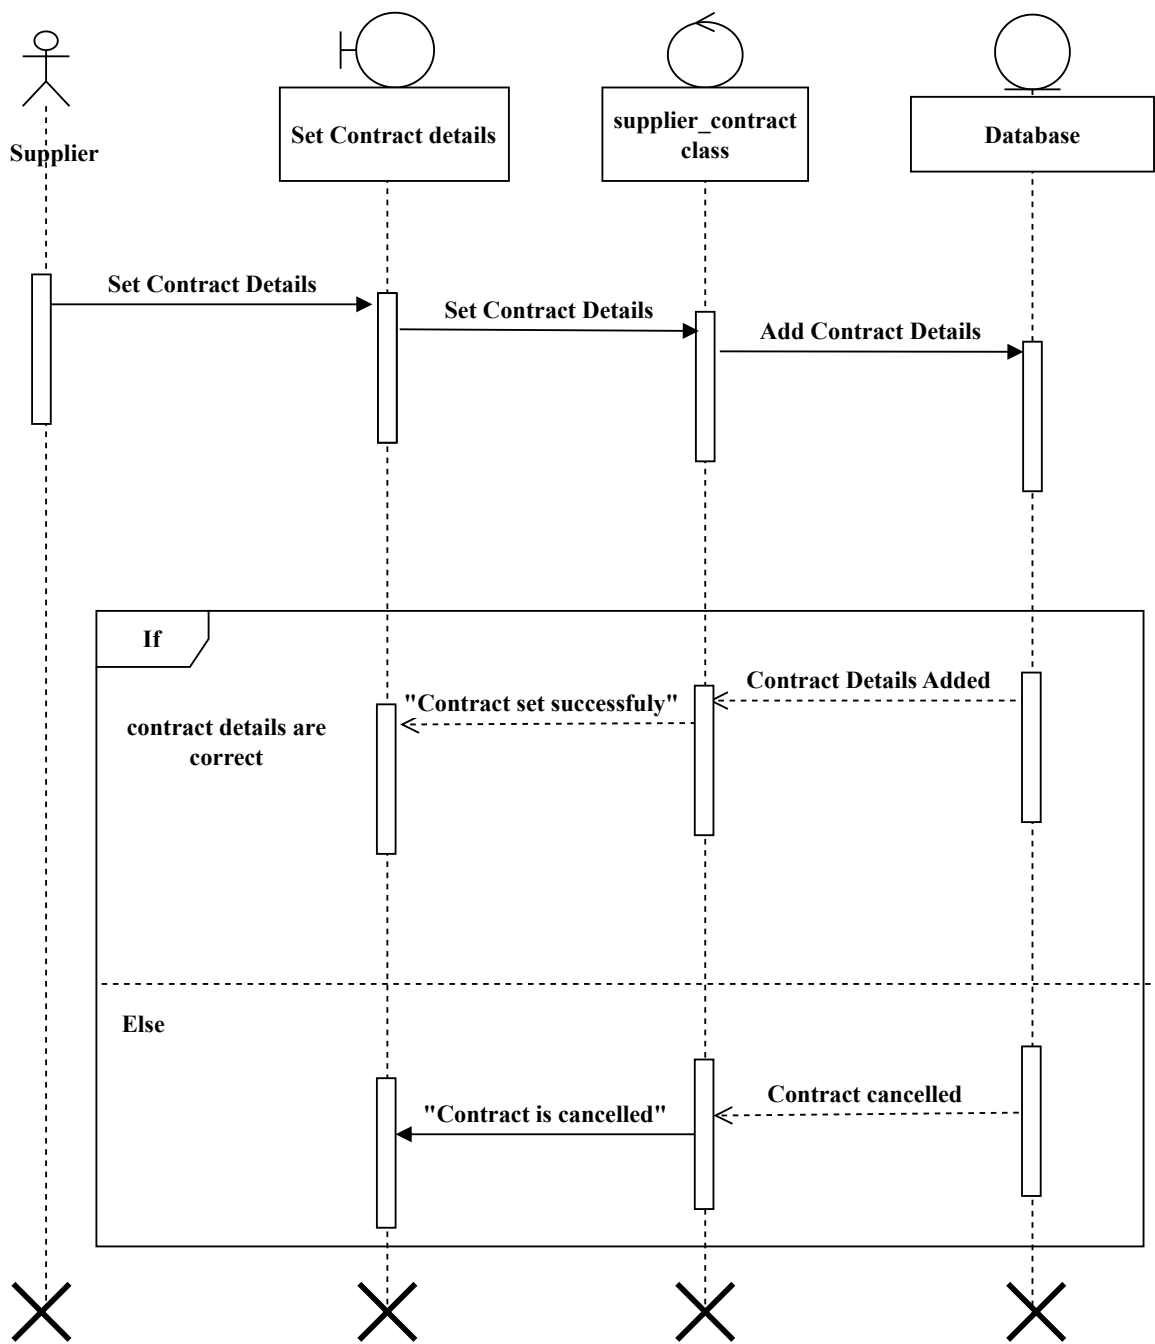 Supplier
Set Contract details
supplier_contract
class
Database
Set Contract Details
Set Contract Details
Add Contract Details
If
contract details are
correct
Contract Details Added
"Contract set successfuly"
Else
Contract cancelled
"Contract is cancelled"